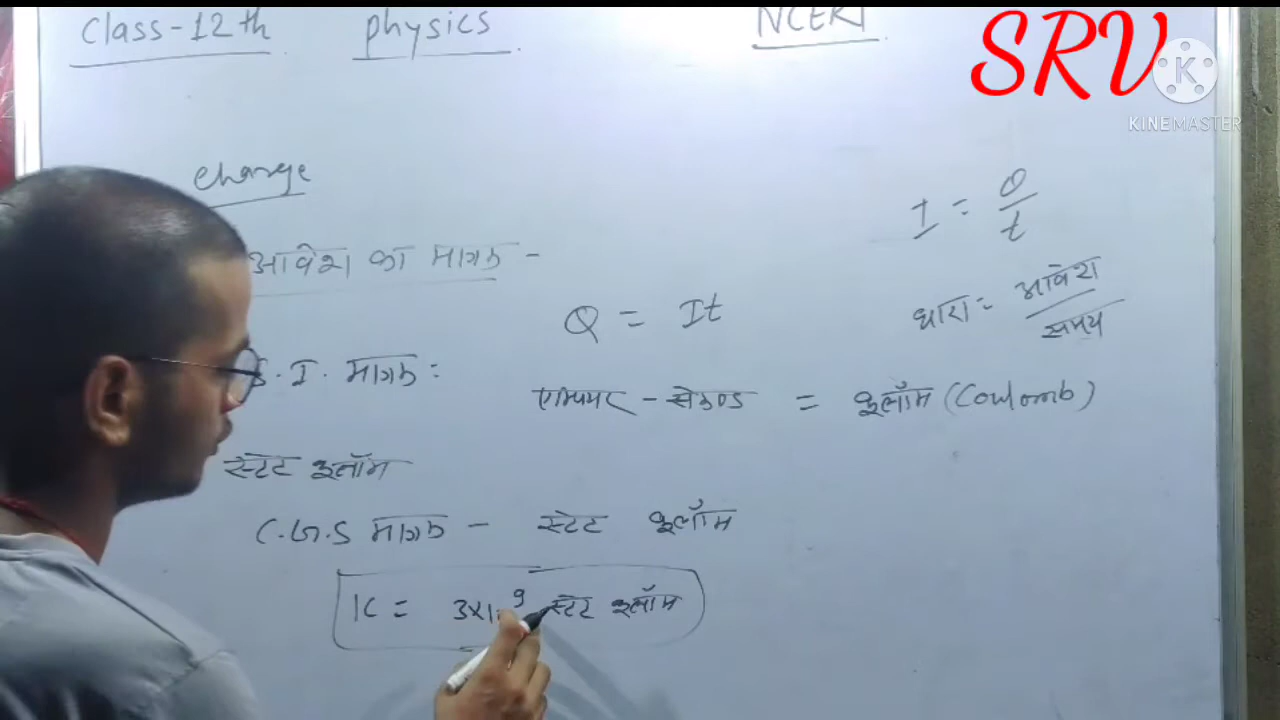 Class-12th physics NCERT
SRV
KINEMASTER
charge
I = Q/t
आवेश का मात्रक -
धारा = आवेश/समय
Q = It
S.I. मात्रक :
एम्पियर - सेकण्ड = कूलॉम (Coulomb)
स्टेट कूलॉम
C.G.S मात्रक - स्टेट कूलॉम
1C = 3×10⁹ स्टेट कूलॉम